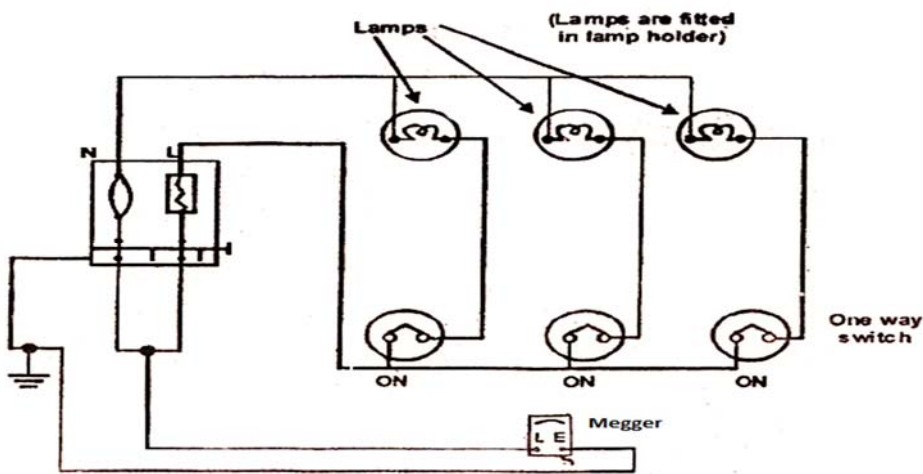 (Lamps are fitted
in lamp holder)
Lamps
N L
One way
switch
ON ON ON
Megger
L E